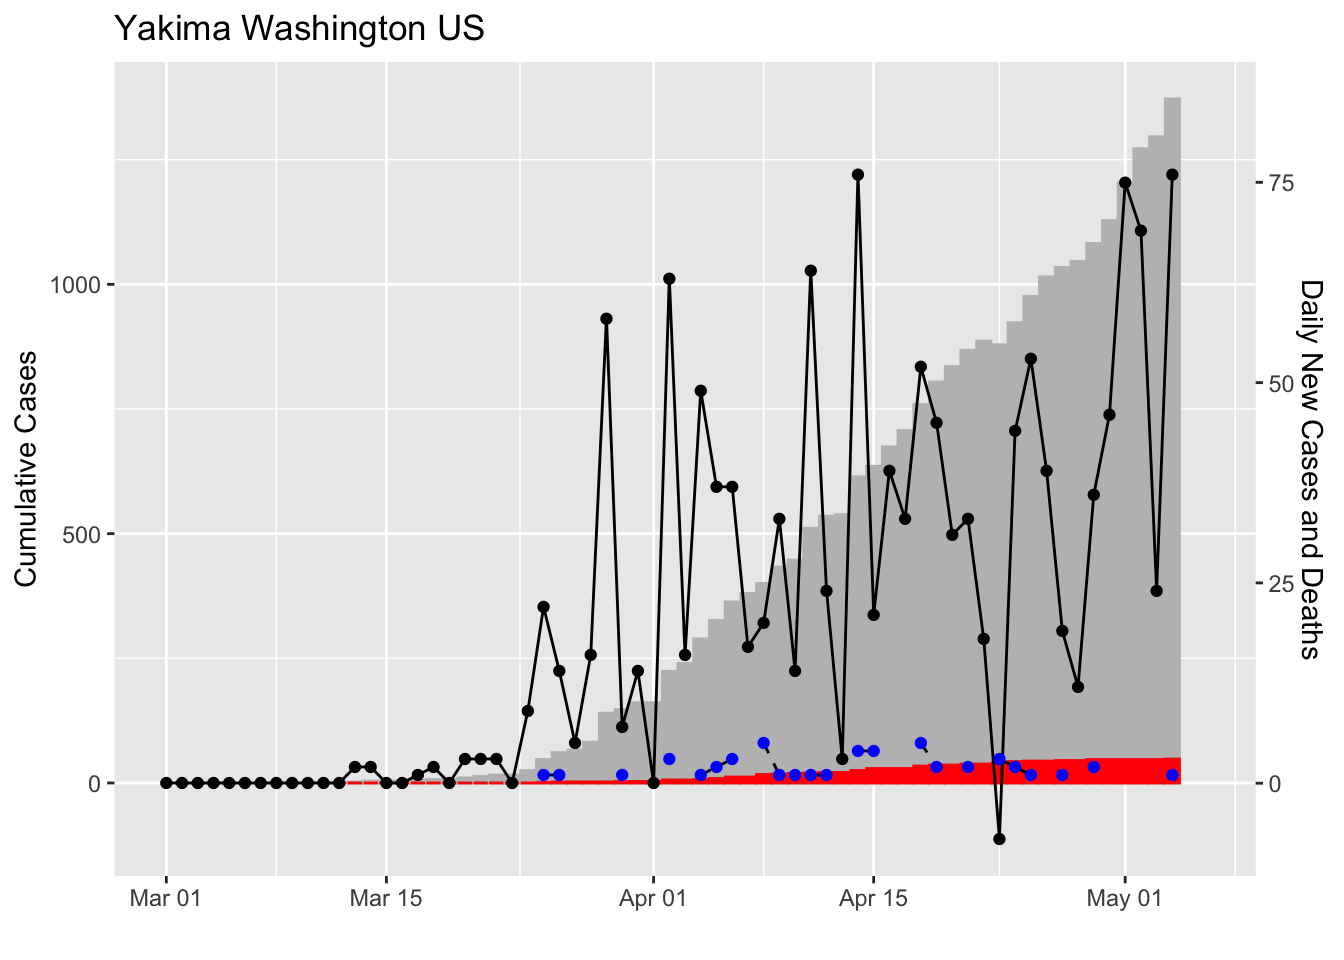 Yakima Washington US
Cumulative Cases
1000
500
0
75
50
25
0
Daily New Cases and Deaths
Mar 01
Mar 15
Apr 01
Apr 15
May 01